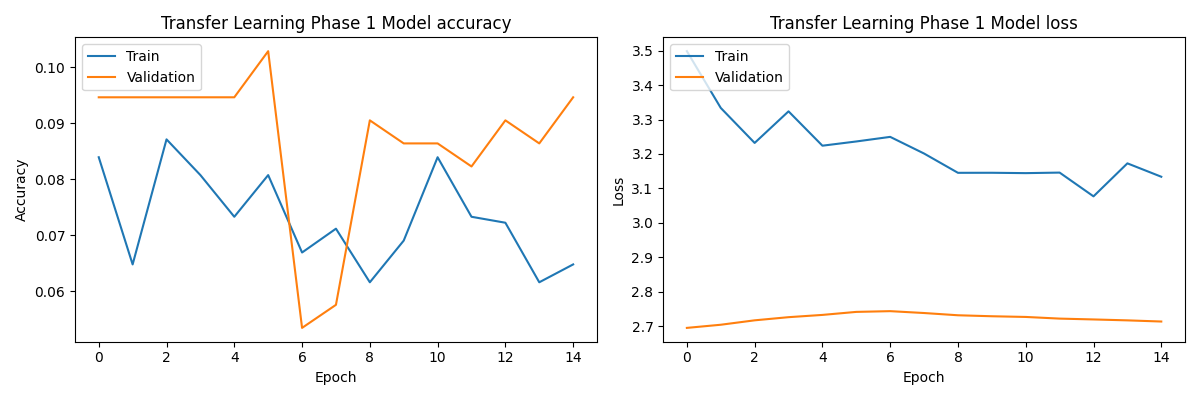 Transfer Learning Phase 1 Model accuracy
Train
Validation
0.10
0.09
0.08
0.07
0.06
Accuracy
0 2 4 6 8 10 12 14
Epoch
Transfer Learning Phase 1 Model loss
Train
Validation
3.5
3.4
3.3
3.2
3.1
3.0
2.9
2.8
2.7
Loss
0 2 4 6 8 10 12 14
Epoch